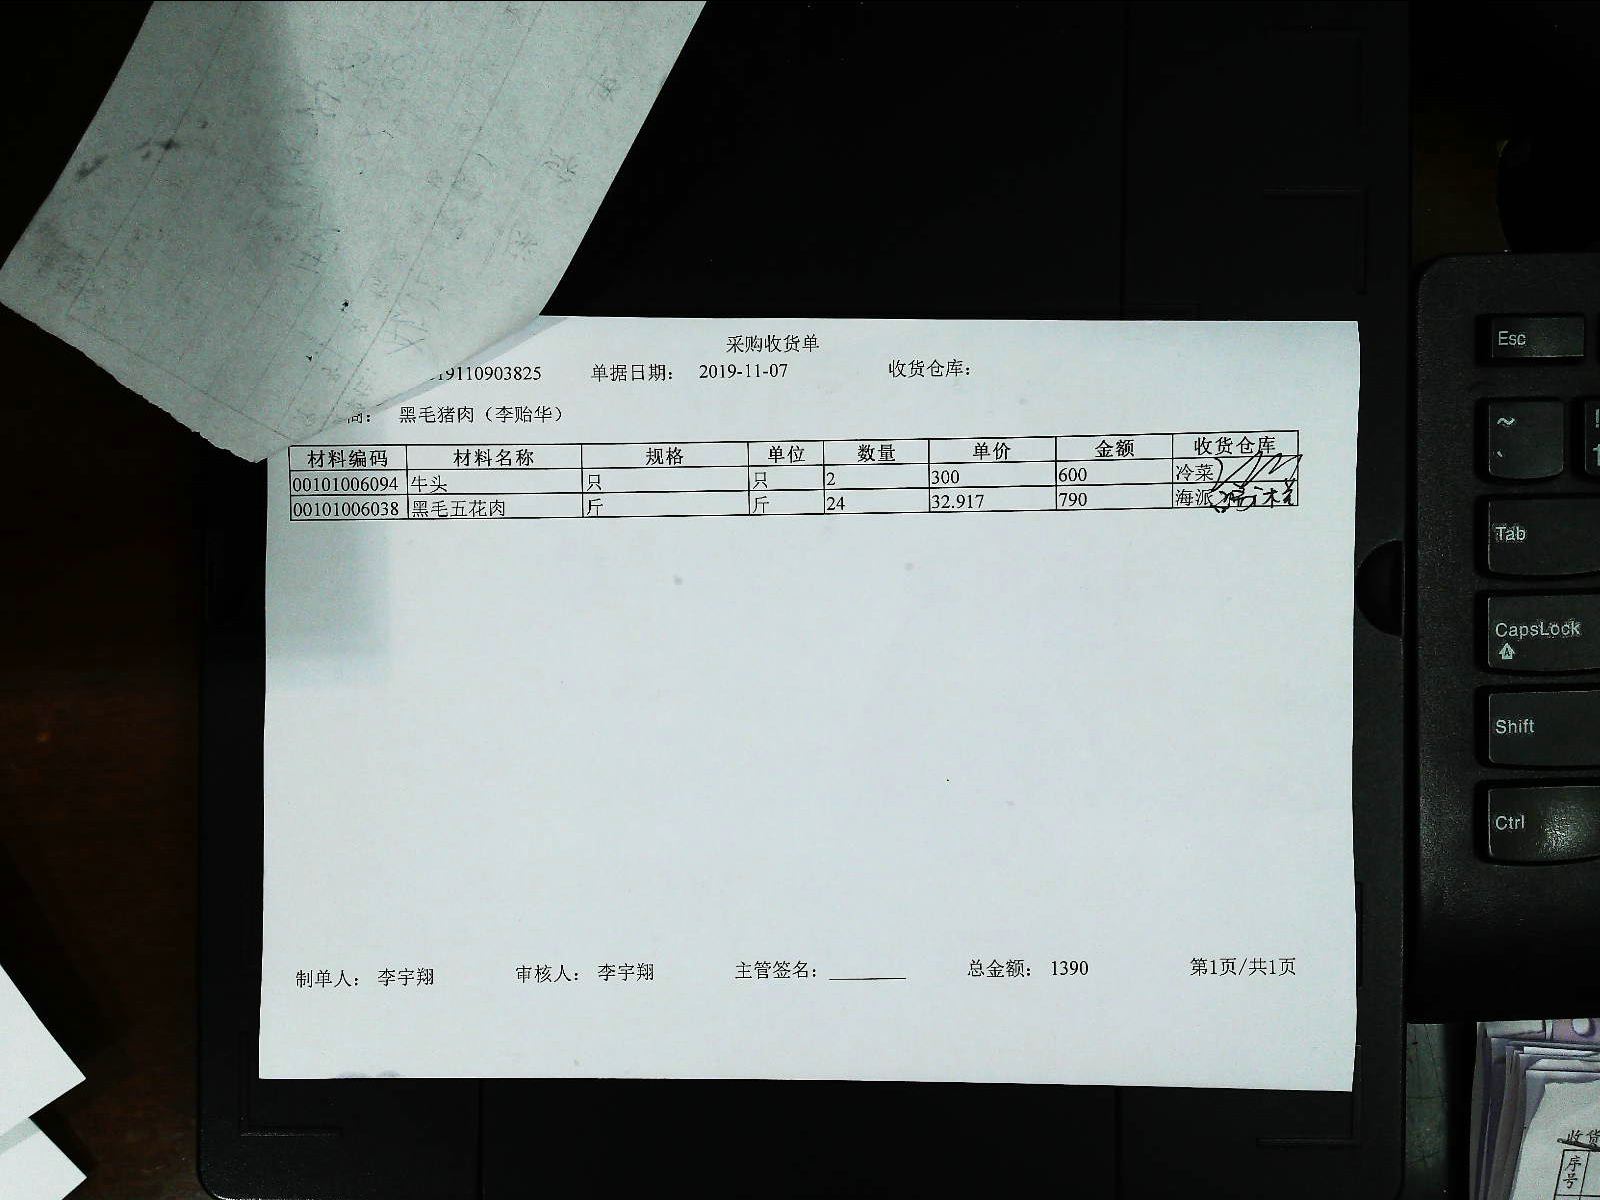 采购收货单
19110903825 单据日期： 2019-11-07 收货仓库：
商： 黑毛猪肉（李贻华）
材料编码 材料名称 规格 单位 数量 单价 金额 收货仓库
00101006094 牛头 只 只 2 300 600 冷菜
00101006038 黑毛五花肉 斤 斤 24 32.917 790 海派
制单人： 李宇翔 审核人： 李宇翔 主管签名： 总金额： 1390 第1页/共1页
Esc
~
`
Tab
CapsLock
Shift
Ctrl
收货
序号